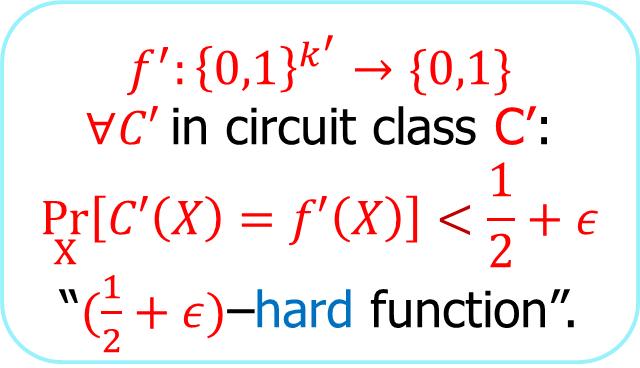 f′: {0,1}^{k′} → {0,1}
∀C′ in circuit class C′:
Pr_X[C′(X) = f′(X)] < 1/2 + ϵ
“(1/2 + ϵ)–hard function”.